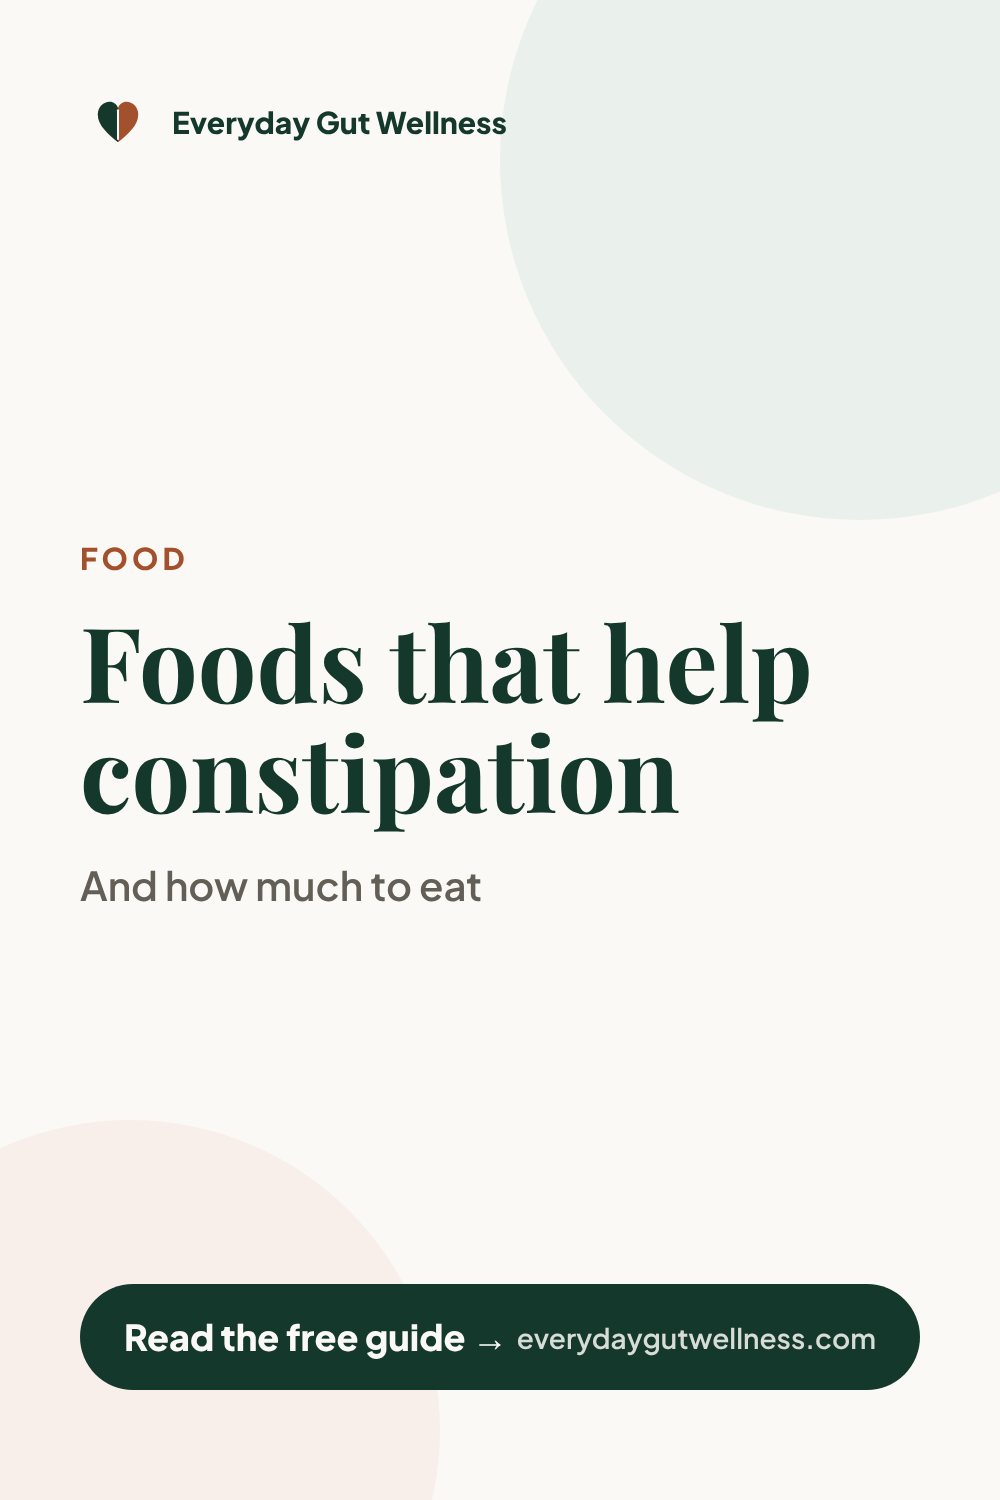 Everyday Gut Wellness
FOOD
Foods that help
constipation
And how much to eat
Read the free guide → everydaygutwellness.com